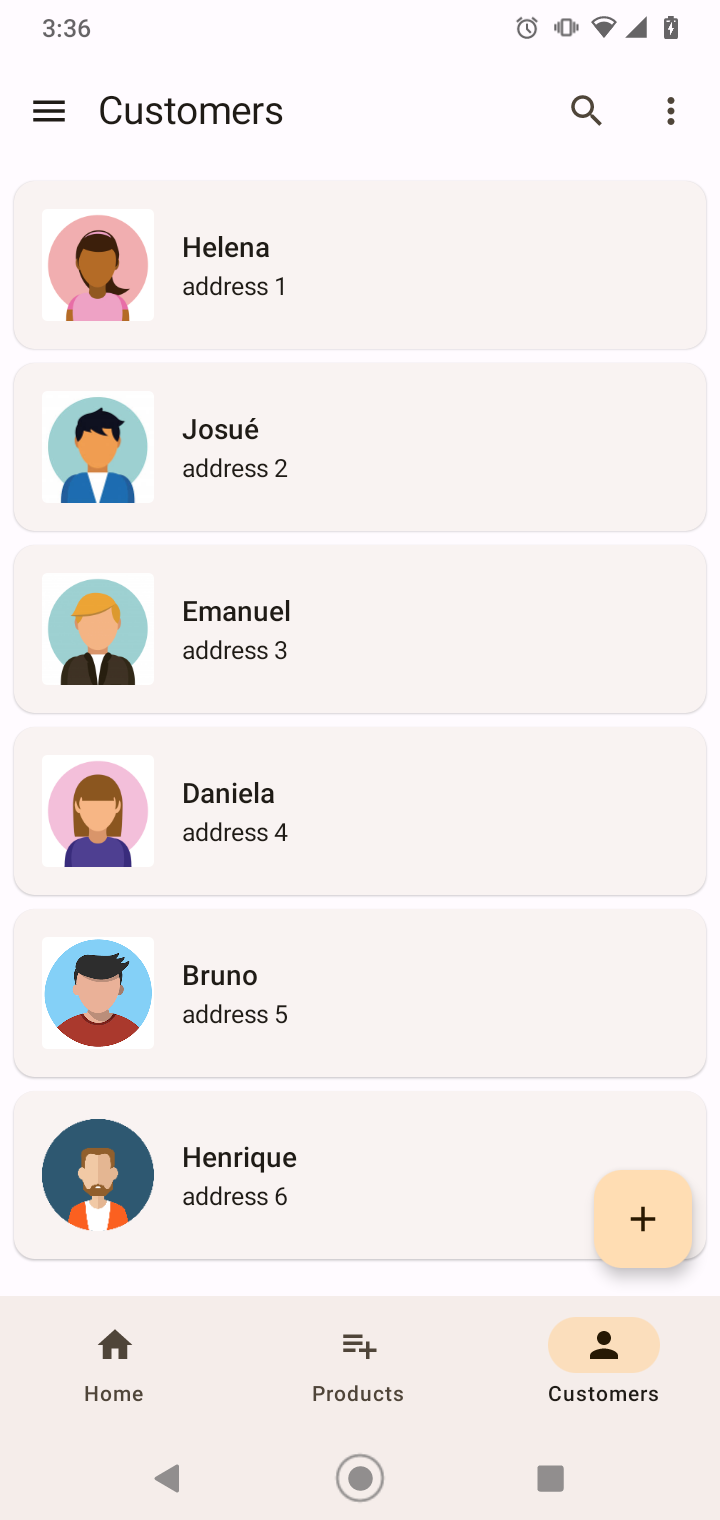 3:36
Customers
Helena
address 1
Josué
address 2
Emanuel
address 3
Daniela
address 4
Bruno
address 5
Henrique
address 6
Home
Products
Customers